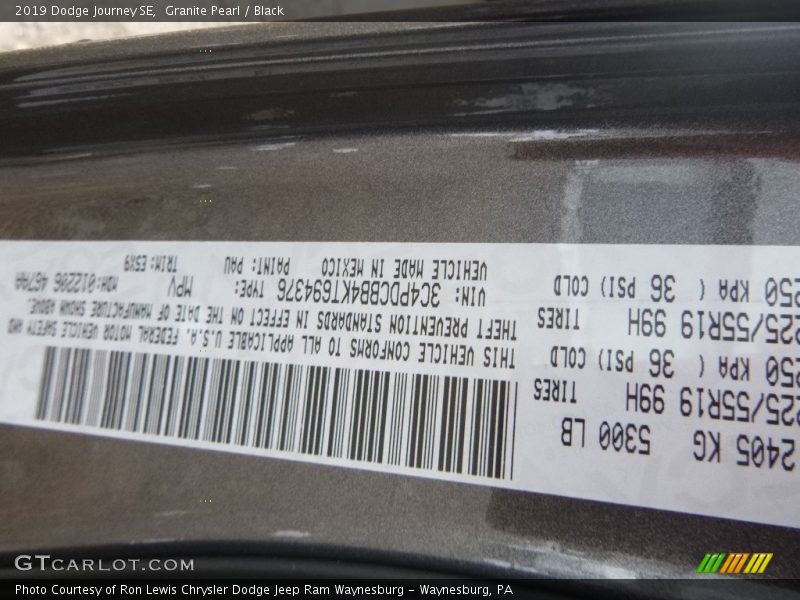 2019 Dodge Journey SE, Granite Pearl / Black
2405 KG 5300 LB
225/55R19 99H TIRES
250 KPA ( 36 PSI) COLD
225/55R19 99H TIRES
250 KPA ( 36 PSI) COLD
THIS VEHICLE CONFORMS TO ALL APPLICABLE U.S.A. FEDERAL MOTOR VEHICLE SAFETY AND
THEFT PREVENTION STANDARDS IN EFFECT ON THE DATE OF MANUFACTURE SHOWN ABOVE.
VIN: 3C4PDCBB4KT694376 TYPE: MPV MDH:012206 467AA
VEHICLE MADE IN MEXICO PAINT: PAU TRIM: E5X9
GTCARLOT.COM
Photo Courtesy of Ron Lewis Chrysler Dodge Jeep Ram Waynesburg – Waynesburg, PA